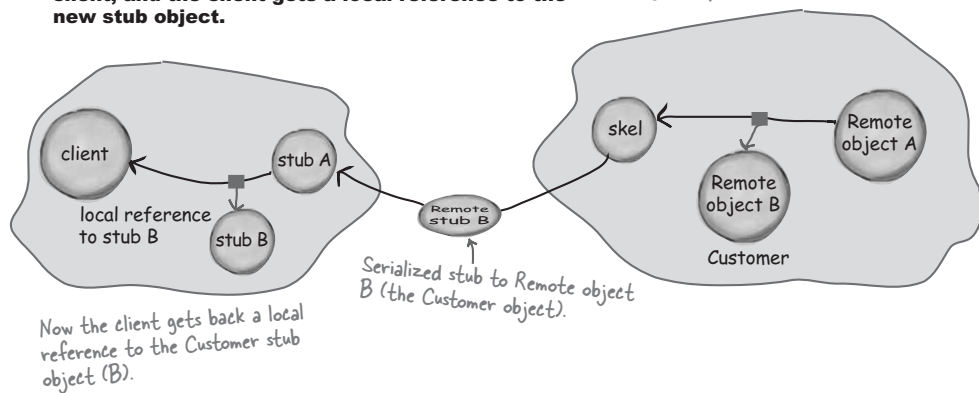 client, and the client gets a local reference to the
new stub object.
client
stub A
local reference
to stub B
stub B
Remote
stub B
skel
Remote
object A
Remote
object B
Customer
Serialized stub to Remote object
B (the Customer object).
Now the client gets back a local
reference to the Customer stub
object (B).